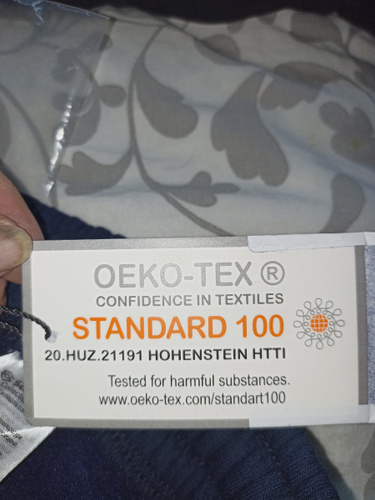 OEKO-TEX ®
CONFIDENCE IN TEXTILES
STANDARD 100
20.HUZ.21191 HOHENSTEIN HTTI
Tested for harmful substances.
www.oeko-tex.com/standart100